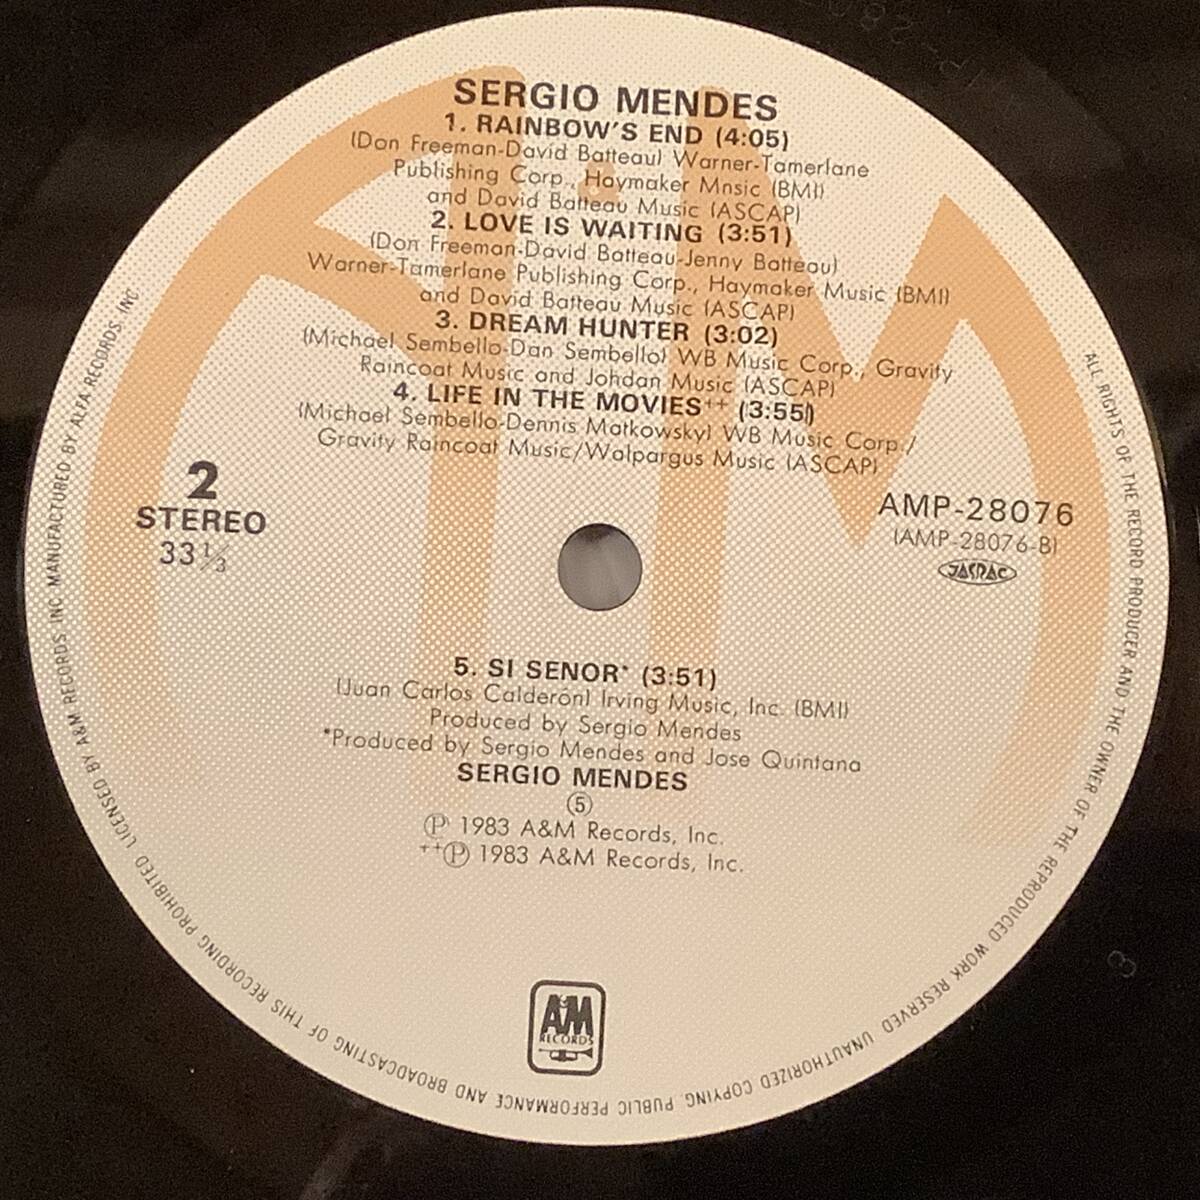 SERGIO MENDES
1. RAINBOW'S END (4:05)
(Don Freeman-David Batteau) Warner-Tamerlane
Publishing Corp., Haymaker Mnsic (BMI)
and David Batteau Music (ASCAP)
2. LOVE IS WAITING (3:51)
(Don Freeman-David Batteau-Jenny Batteau)
Warner-Tamerlane Publishing Corp., Haymaker Music (BMI)
and David Batteau Music (ASCAP)
3. DREAM HUNTER (3:02)
(Michael Sembello-Dan Sembello) WB Music Corp., Gravity
Raincoat Music and Johdan Music (ASCAP)
4. LIFE IN THE MOVIES++ (3:55)
(Michael Sembello-Dennis Matkowsky) WB Music Corp./
Gravity Raincoat Music/Walpargus Music (ASCAP)
2
STEREO
33 1/3
AMP-28076
(AMP-28076-B)
JASRAC
5. SI SENOR* (3:51)
(Juan Carlos Calderón) Irving Music, Inc. (BMI)
Produced by Sergio Mendes
*Produced by Sergio Mendes and Jose Quintana
SERGIO MENDES
⑤
℗ 1983 A&M Records, Inc.
++℗ 1983 A&M Records, Inc.
A&M
RECORDS
ALL RIGHTS OF THE RECORD PRODUCER AND THE OWNER OF THE REPRODUCED WORK RESERVED. UNAUTHORIZED COPYING, PUBLIC PERFORMANCE AND BROADCASTING OF THIS RECORDING PROHIBITED. LICENSED BY A&M RECORDS. INC MANUFACTURED BY ALFA RECORDS. INC
3